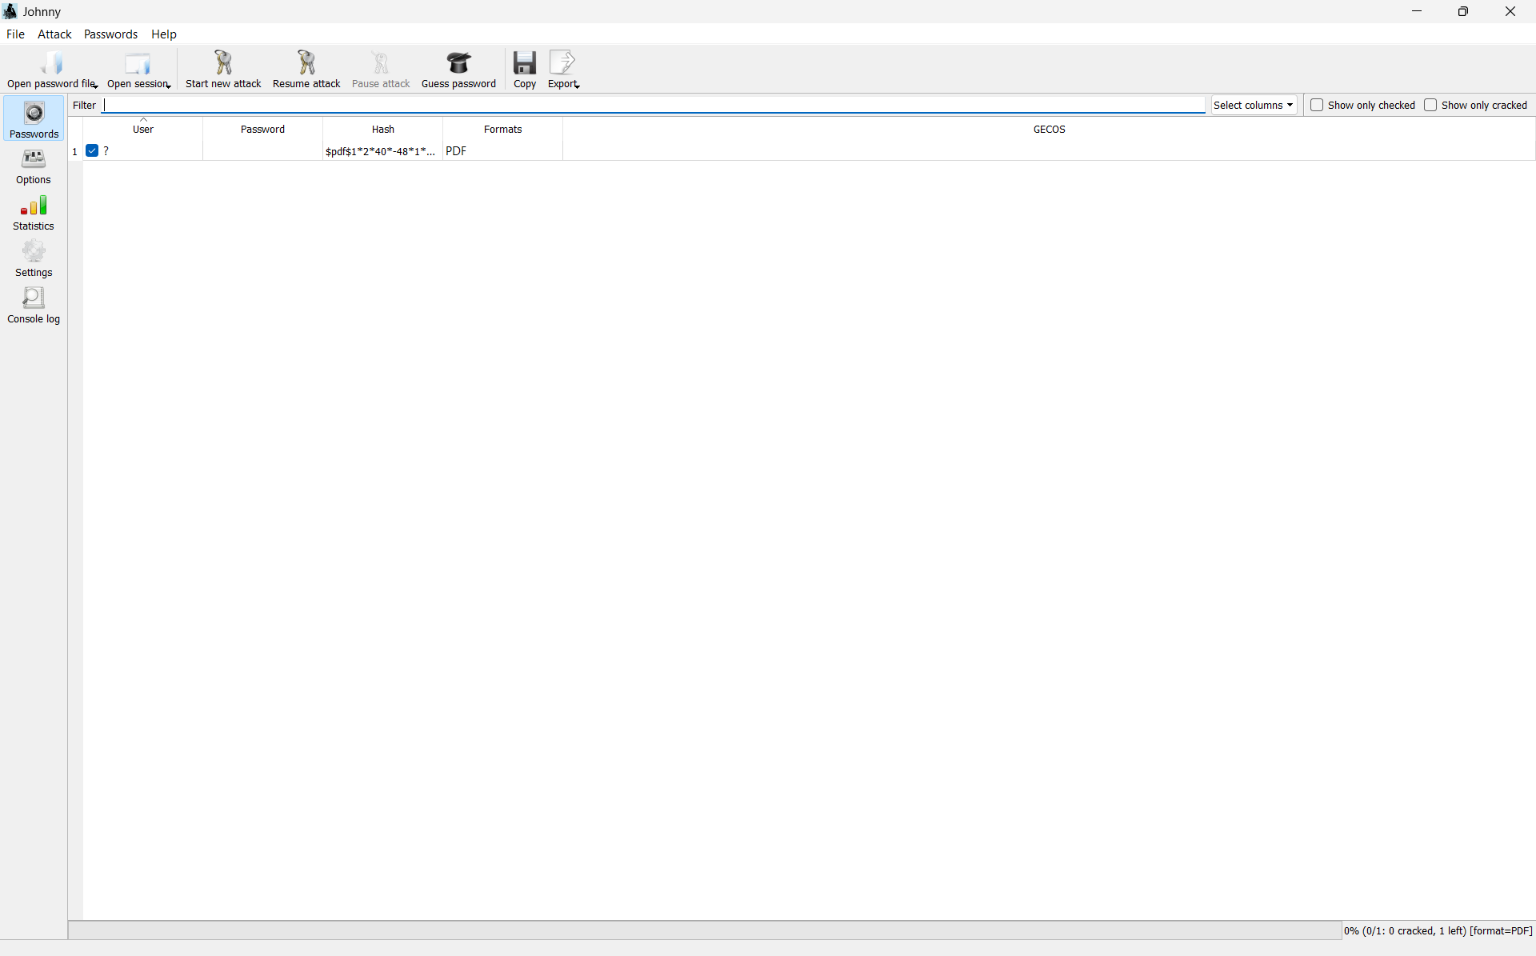 Johnny
File Attack Passwords Help
Open password file Open session Start new attack Resume attack Pause attack Guess password Copy Export
Passwords
Options
Statistics
Settings
Console log
Filter Select columns Show only checked Show only cracked
User Password Hash Formats GECOS
1 ? $pdf$1*2*40*-48*1*... PDF
0% (0/1: 0 cracked, 1 left) [format=PDF]